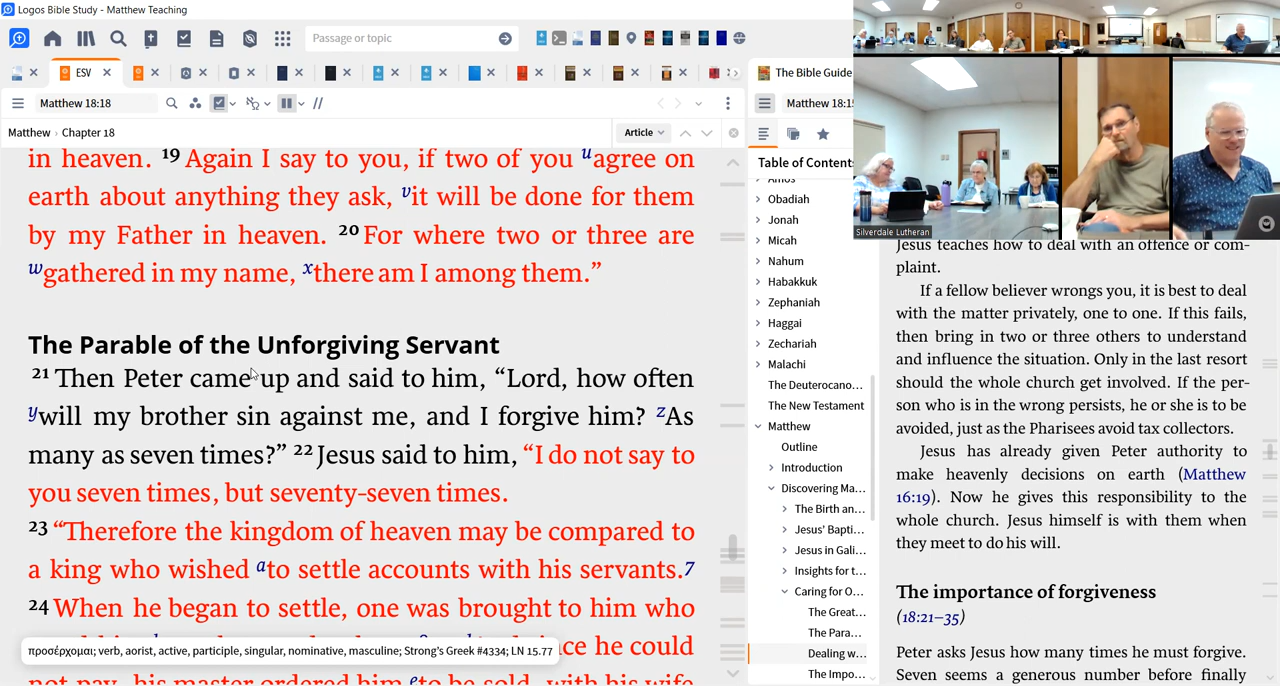 Logos Bible Study - Matthew Teaching
Passage or topic
ESV
The Bible Guide
Matthew 18:18
Matthew 18:1
Matthew › Chapter 18
Article
Table of Contents
in heaven. 19 Again I say to you, if two of you u agree on
earth about anything they ask, v it will be done for them
by my Father in heaven. 20 For where two or three are
w gathered in my name, x there am I among them.”
The Parable of the Unforgiving Servant
21 Then Peter came up and said to him, “Lord, how often
y will my brother sin against me, and I forgive him? z As
many as seven times?” 22 Jesus said to him, “I do not say to
you seven times, but seventy-seven times.
23 “Therefore the kingdom of heaven may be compared to
a king who wished a to settle accounts with his servants. 7
24 When he began to settle, one was brought to him who
he could
not pay, his master ordered him e to be sold, with his wife
προσέρχομαι; verb, aorist, active, participle, singular, nominative, masculine; Strong's Greek #4334; LN 15.77
Amos
Obadiah
Jonah
Micah
Nahum
Habakkuk
Zephaniah
Haggai
Zechariah
Malachi
The Deuterocano...
The New Testament
Matthew
Outline
Introduction
Discovering Ma...
The Birth an...
Jesus' Bapti...
Jesus in Gali...
Insights for t...
Caring for O...
The Great...
The Para...
Dealing w...
The Impo...
Silverdale Lutheran
Jesus teaches how to deal with an offence or com-
plaint.
If a fellow believer wrongs you, it is best to deal
with the matter privately, one to one. If this fails,
then bring in two or three others to understand
and influence the situation. Only in the last resort
should the whole church get involved. If the per-
son who is in the wrong persists, he or she is to be
avoided, just as the Pharisees avoid tax collectors.
Jesus has already given Peter authority to
make heavenly decisions on earth (Matthew
16:19). Now he gives this responsibility to the
whole church. Jesus himself is with them when
they meet to do his will.
The importance of forgiveness
(18:21–35)
Peter asks Jesus how many times he must forgive.
Seven seems a generous number before finally